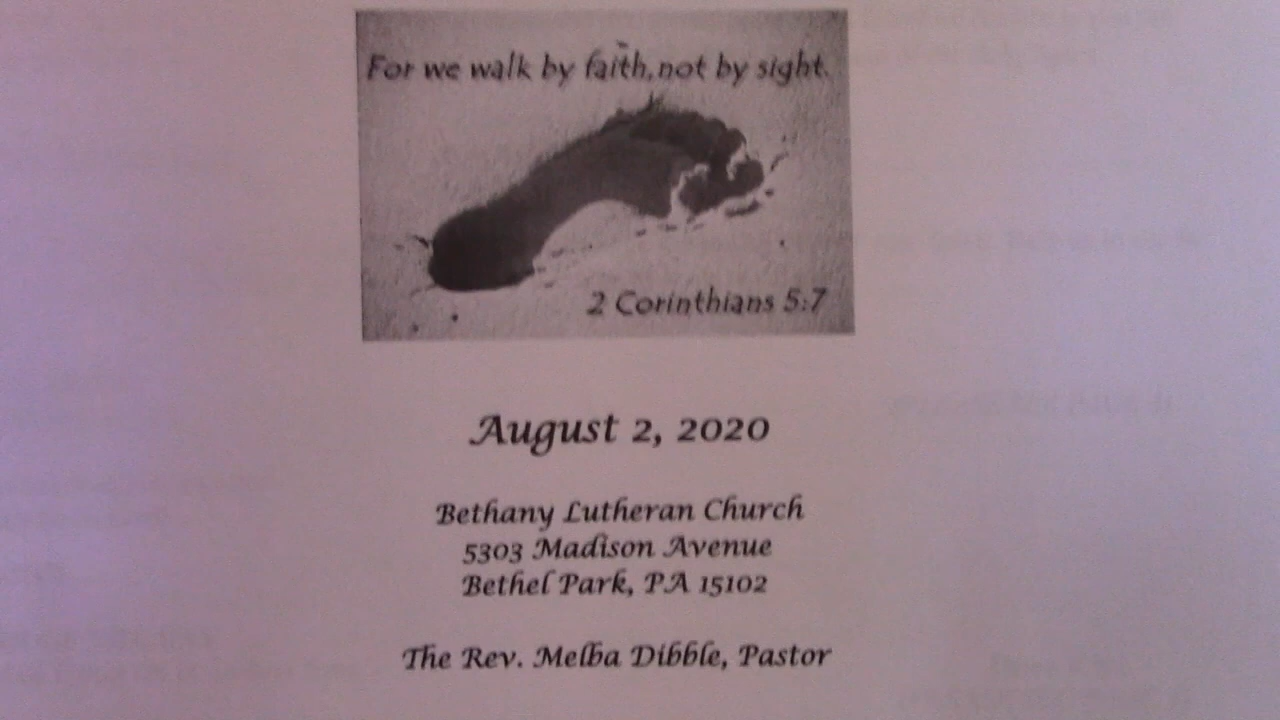 For we walk by faith, not by sight.
2 Corinthians 5:7
August 2, 2020
Bethany Lutheran Church
5303 Madison Avenue
Bethel Park, PA 15102
The Rev. Melba Dibble, Pastor